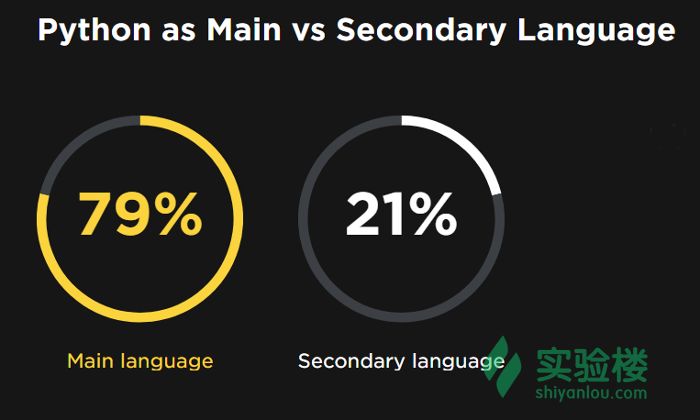 Python as Main vs Secondary Language
79%
21%
Main language
Secondary language
实验楼
shiyanlou.com